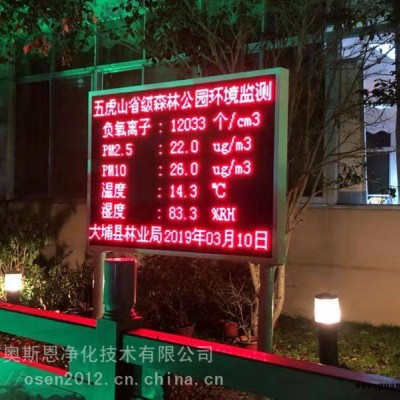 五虎山省级森林公园环境监测
负氧离子 : 12033 个/cm3
PM2.5 : 22.0 ug/m3
PM10 : 26.0 ug/m3
温度 : 14.3 ℃
湿度 : 83.3 %RH
大埔县林业局2019年03月10日
奥斯恩净化技术有限公司
osen2012.cn.china.cn